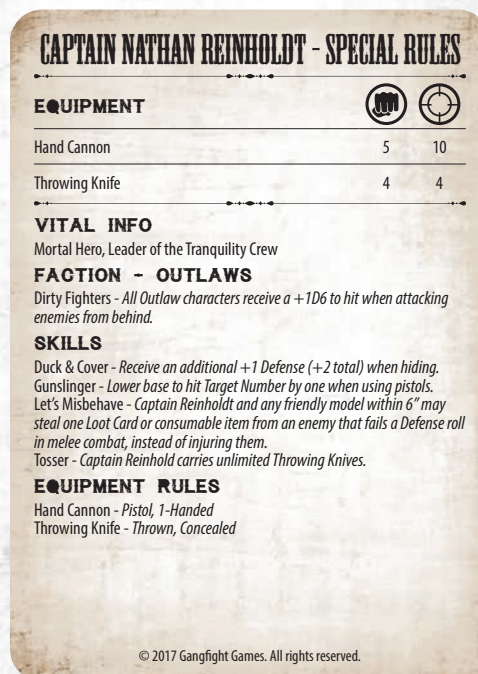 CAPTAIN NATHAN REINHOLDT - SPECIAL RULES
EQUIPMENT
Hand Cannon 5 10
Throwing Knife 4 4
VITAL INFO
Mortal Hero, Leader of the Tranquility Crew
FACTION - OUTLAWS
Dirty Fighters - All Outlaw characters receive a +1D6 to hit when attacking
enemies from behind.
SKILLS
Duck & Cover - Receive an additional +1 Defense (+2 total) when hiding.
Gunslinger - Lower base to hit Target Number by one when using pistols.
Let's Misbehave - Captain Reinholdt and any friendly model within 6” may
steal one Loot Card or consumable item from an enemy that fails a Defense roll
in melee combat, instead of injuring them.
Tosser - Captain Reinhold carries unlimited Throwing Knives.
EQUIPMENT RULES
Hand Cannon - Pistol, 1-Handed
Throwing Knife - Thrown, Concealed
© 2017 Gangfight Games. All rights reserved.